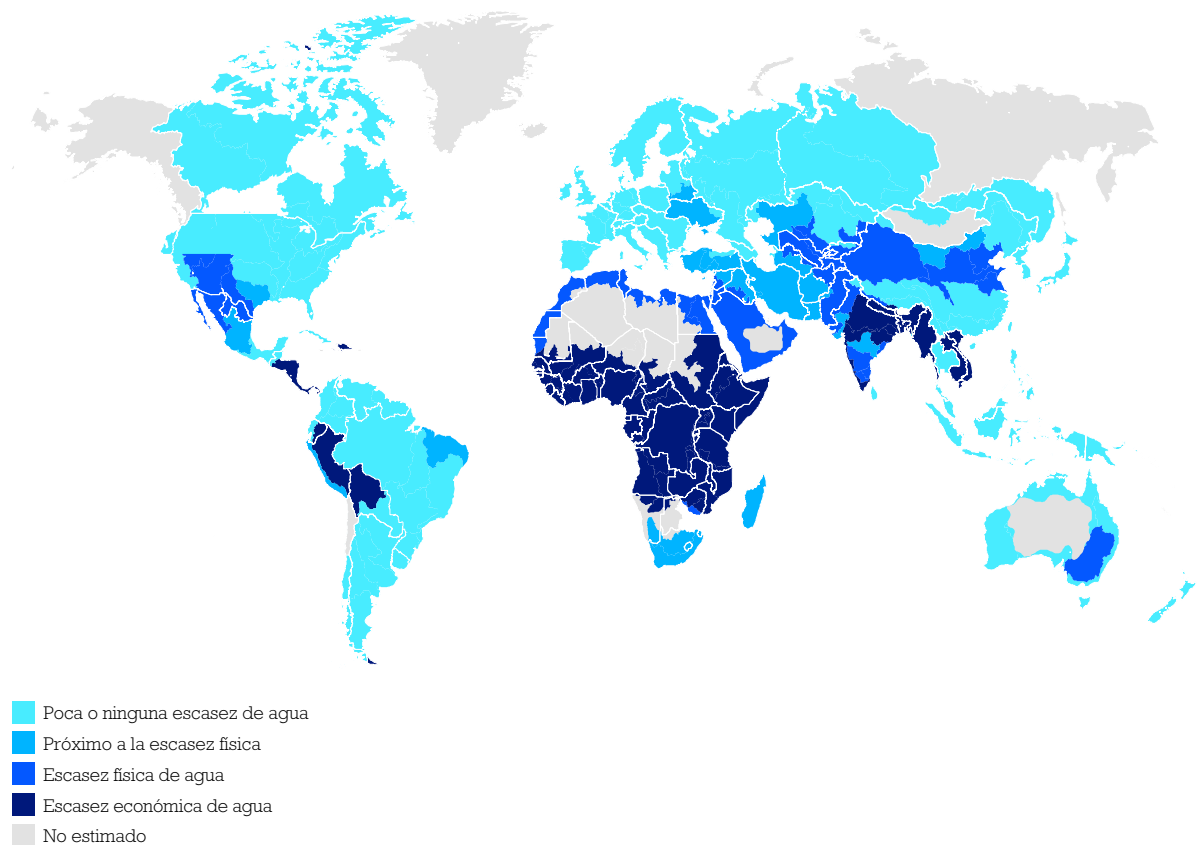 Poca o ninguna escasez de agua
Próximo a la escasez física
Escasez física de agua
Escasez económica de agua
No estimado